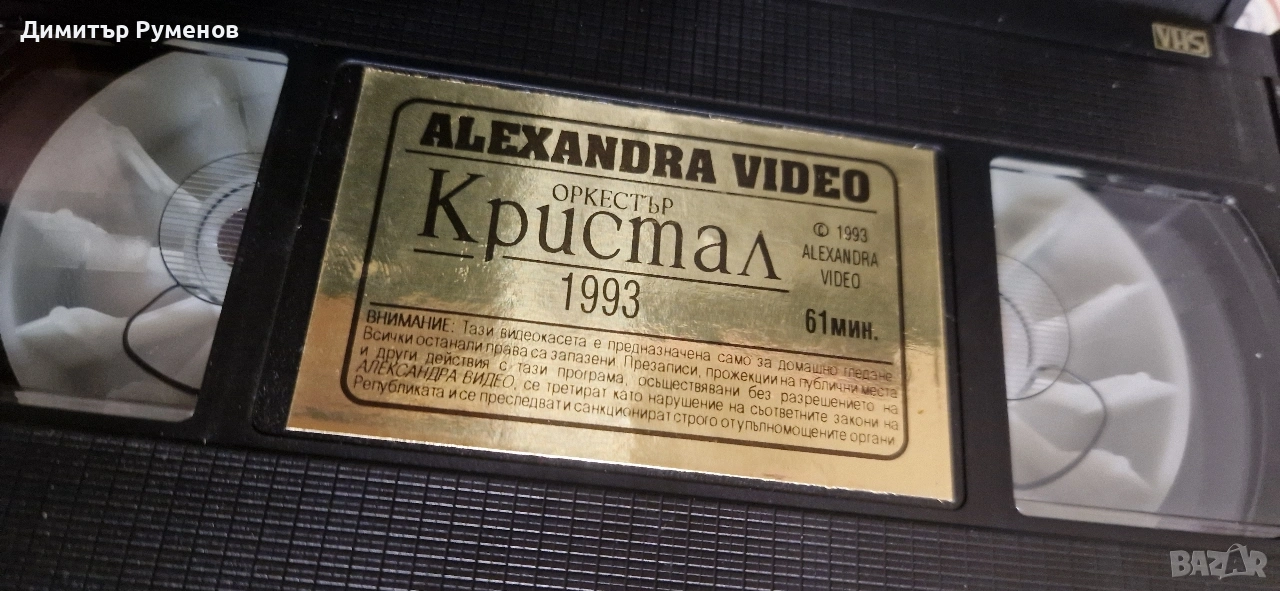 Димитър Руменов
VHS
ALEXANDRA VIDEO
ОРКЕСТЪР
Кристал
1993
© 1993
ALEXANDRA
VIDEO
61мин.
ВНИМАНИЕ: Тази видеокасета е предназначена само за домашно гледане!
Всички останали права са запазени. Презаписи, прожекции на публични места
и други действия с тази програма, осъществявани без разрешението на
АЛЕКСАНДРА ВИДЕО, се третират като нарушение на съответните закони на
Републиката и се преследват и санкционират строго от упълномощените органи
BAZAR